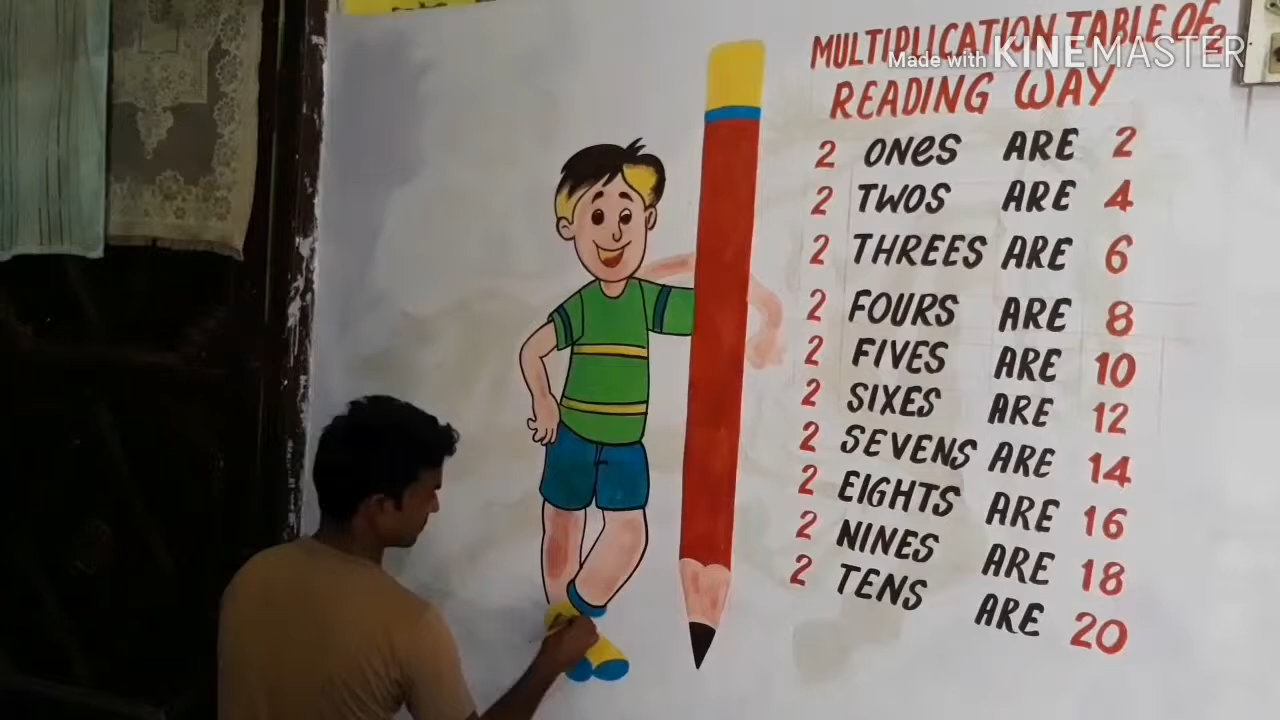 MULTIPLICATION TABLE OF 2
Made with KINEMASTER
READING WAY
2 ONes ARE 2
2 TWOS ARE 4
2 THREES ARE 6
2 FOURS ARE 8
2 FIVES ARE 10
2 SIXES ARE 12
2 SEVENS ARE 14
2 EIGHTS ARE 16
2 NINES ARE 18
2 TENS ARE 20